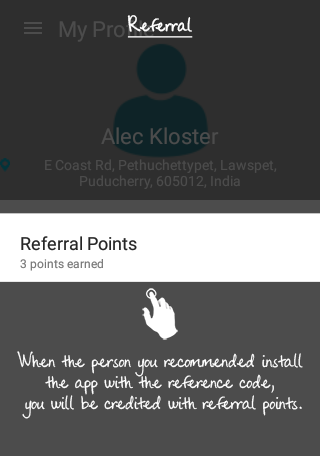 My Pro
Referral
Alec Kloster
E Coast Rd, Pethuchettypet, Lawspet,
Puducherry, 605012, India
Referral Points
3 points earned
When the person you recommended install
the app with the reference code,
you will be credited with referral points.